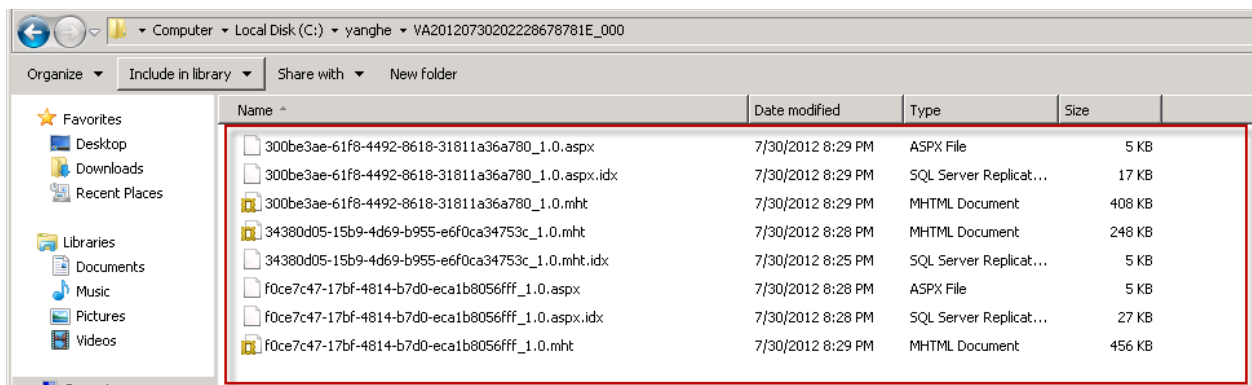 Computer Local Disk (C:) yanghe VA20120730202228678781E_000
Organize Include in library Share with New folder
Favorites
Desktop
Downloads
Recent Places
Libraries
Documents
Music
Pictures
Videos
Name Date modified Type Size
300be3ae-61f8-4492-8618-31811a36a780_1.0.aspx 7/30/2012 8:29 PM ASPX File 5 KB
300be3ae-61f8-4492-8618-31811a36a780_1.0.aspx.idx 7/30/2012 8:29 PM SQL Server Replicat... 17 KB
300be3ae-61f8-4492-8618-31811a36a780_1.0.mht 7/30/2012 8:29 PM MHTML Document 408 KB
34380d05-15b9-4d69-b955-e6f0ca34753c_1.0.mht 7/30/2012 8:28 PM MHTML Document 248 KB
34380d05-15b9-4d69-b955-e6f0ca34753c_1.0.mht.idx 7/30/2012 8:25 PM SQL Server Replicat... 5 KB
f0ce7c47-17bf-4814-b7d0-eca1b8056fff_1.0.aspx 7/30/2012 8:28 PM ASPX File 5 KB
f0ce7c47-17bf-4814-b7d0-eca1b8056fff_1.0.aspx.idx 7/30/2012 8:28 PM SQL Server Replicat... 27 KB
f0ce7c47-17bf-4814-b7d0-eca1b8056fff_1.0.mht 7/30/2012 8:29 PM MHTML Document 456 KB